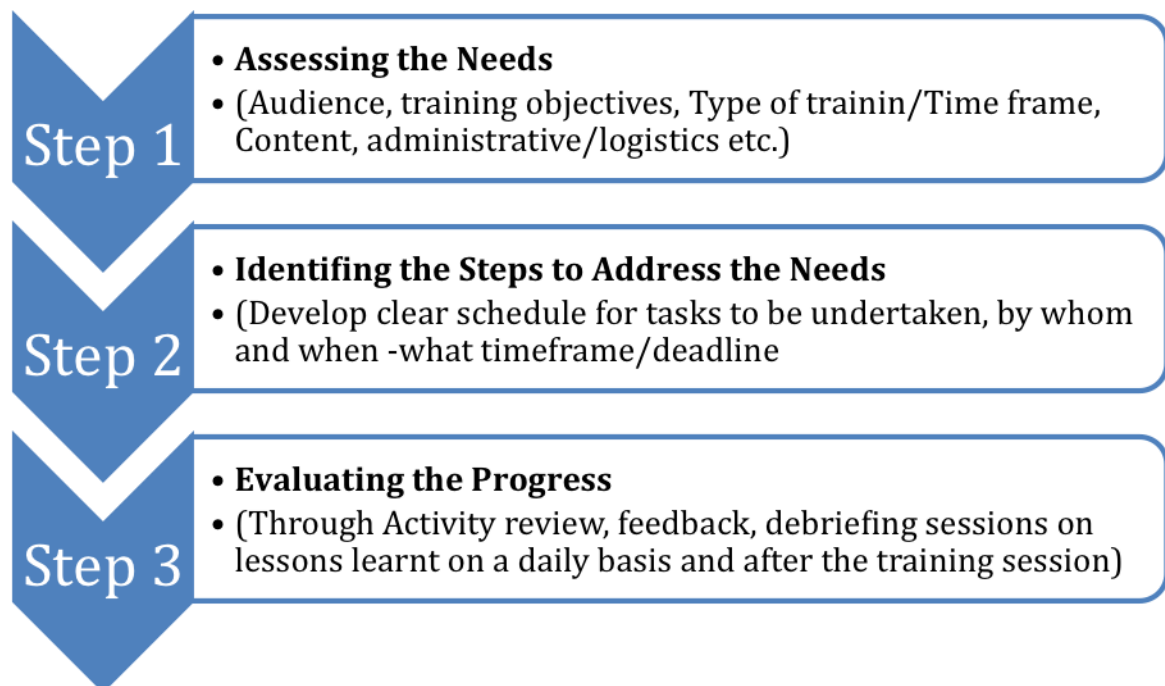 Step 1
• Assessing the Needs
• (Audience, training objectives, Type of trainin/Time frame,
Content, administrative/logistics etc.)
Step 2
• Identifing the Steps to Address the Needs
• (Develop clear schedule for tasks to be undertaken, by whom
and when -what timeframe/deadline
Step 3
• Evaluating the Progress
• (Through Activity review, feedback, debriefing sessions on
lessons learnt on a daily basis and after the training session)